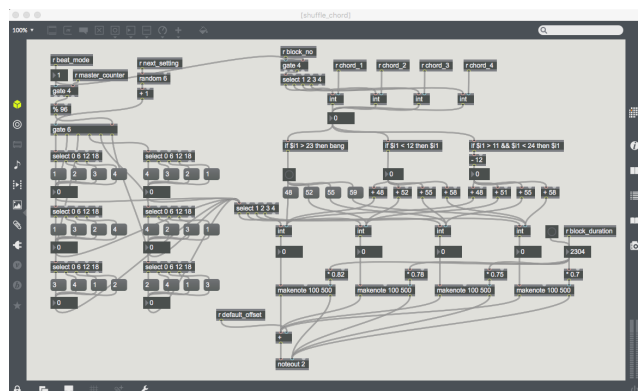 [shuffle_chord]
100%
r beat_mode
r next_setting
r block_no
r chord_1
r chord_2
r chord_3
r chord_4
1
r master_counter
random 6
gate 4
gate 4
select 1 2 3 4
+ 1
int
int
int
int
% 96
0
gate 6
if $i1 > 23 then bang
if $i1 < 12 then $i1
if $i1 > 11 && $i1 < 24 then $i1
select 0 6 12 18
select 0 6 12 18
- 12
1
2
3
4
4
3
2
1
0
0
0
0
48
52
55
59
+ 48
+ 52
+ 55
+ 58
+ 48
+ 51
+ 55
+ 58
select 0 6 12 18
select 0 6 12 18
select 1 2 3 4
1
3
2
4
4
2
3
1
int
int
int
int
r block_duration
0
0
0
0
0
0
2304
select 0 6 12 18
select 0 6 12 18
* 0.82
* 0.78
* 0.75
* 0.7
3
4
1
2
2
4
1
3
makenote 100 500
makenote 100 500
makenote 100 500
makenote 100 500
0
0
r default_offset
+
noteout 2